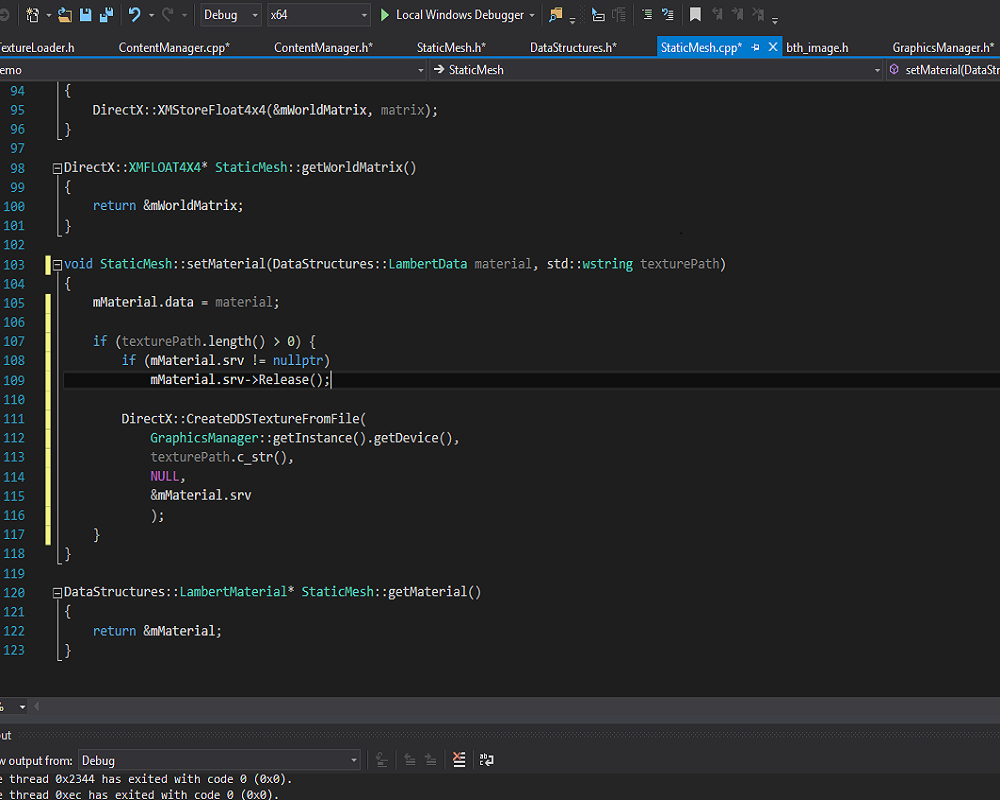 Debug x64 Local Windows Debugger
extureLoader.h ContentManager.cpp* ContentManager.h* StaticMesh.h* DataStructures.h* StaticMesh.cpp* bth_image.h GraphicsManager.h*
emo StaticMesh setMaterial(DataStr
94 {
95 DirectX::XMStoreFloat4x4(&mWorldMatrix, matrix);
96 }
97
98 DirectX::XMFLOAT4X4* StaticMesh::getWorldMatrix()
99 {
100 return &mWorldMatrix;
101 }
102
103 void StaticMesh::setMaterial(DataStructures::LambertData material, std::wstring texturePath)
104 {
105 mMaterial.data = material;
106
107 if (texturePath.length() > 0) {
108 if (mMaterial.srv != nullptr)
109 mMaterial.srv->Release();
110
111 DirectX::CreateDDSTextureFromFile(
112 GraphicsManager::getInstance().getDevice(),
113 texturePath.c_str(),
114 NULL,
115 &mMaterial.srv
116 );
117 }
118 }
119
120 DataStructures::LambertMaterial* StaticMesh::getMaterial()
121 {
122 return &mMaterial;
123 }
%
ut
w output from: Debug
e thread 0x2344 has exited with code 0 (0x0).
e thread 0xec has exited with code 0 (0x0).